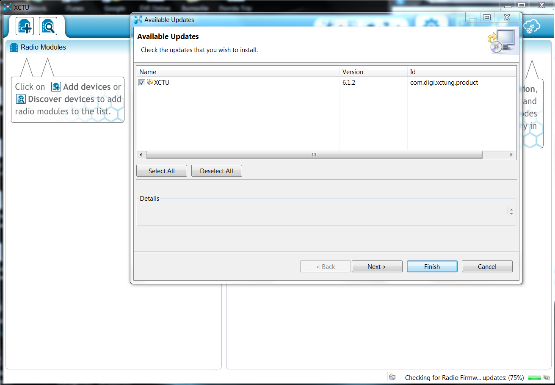 XCTU
Available Updates
Radio Modules
Click on Add devices or
Discover devices to add
radio modules to the list.
Available Updates
Check the updates that you wish to install.
Name Version Id
XCTU 6.1.2 com.digi.xctung.product
Select All Deselect All
Details
< Back Next > Finish Cancel
and
in
Checking for Radio Firmw... updates: (75%)